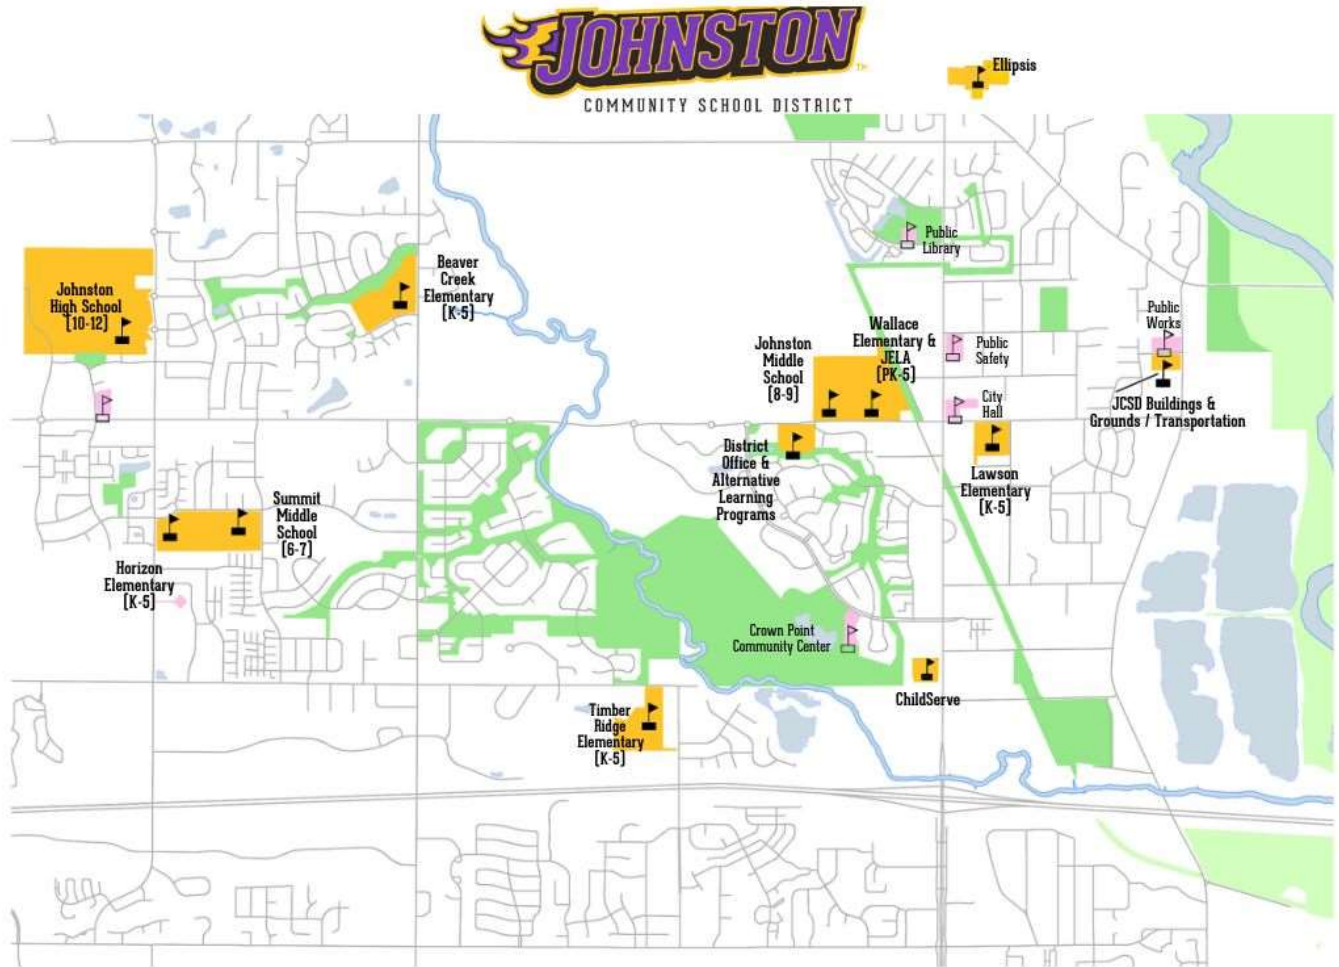 JOHNSTON
TM
COMMUNITY SCHOOL DISTRICT
Ellipsis
Public
Library
Beaver
Creek
Elementary
[K-5]
Johnston
High School
[10-12]
Public
Works
Wallace
Elementary &
JELA
[PK-5]
Johnston
Middle
School
[8-9]
Public
Safety
City
Hall
JCSD Buildings &
Grounds / Transportation
District
Office &
Alternative
Learning
Programs
Lawson
Elementary
[K-5]
Summit
Middle
School
[6-7]
Horizon
Elementary
[K-5]
Crown Point
Community Center
ChildServe
Timber
Ridge
Elementary
[K-5]